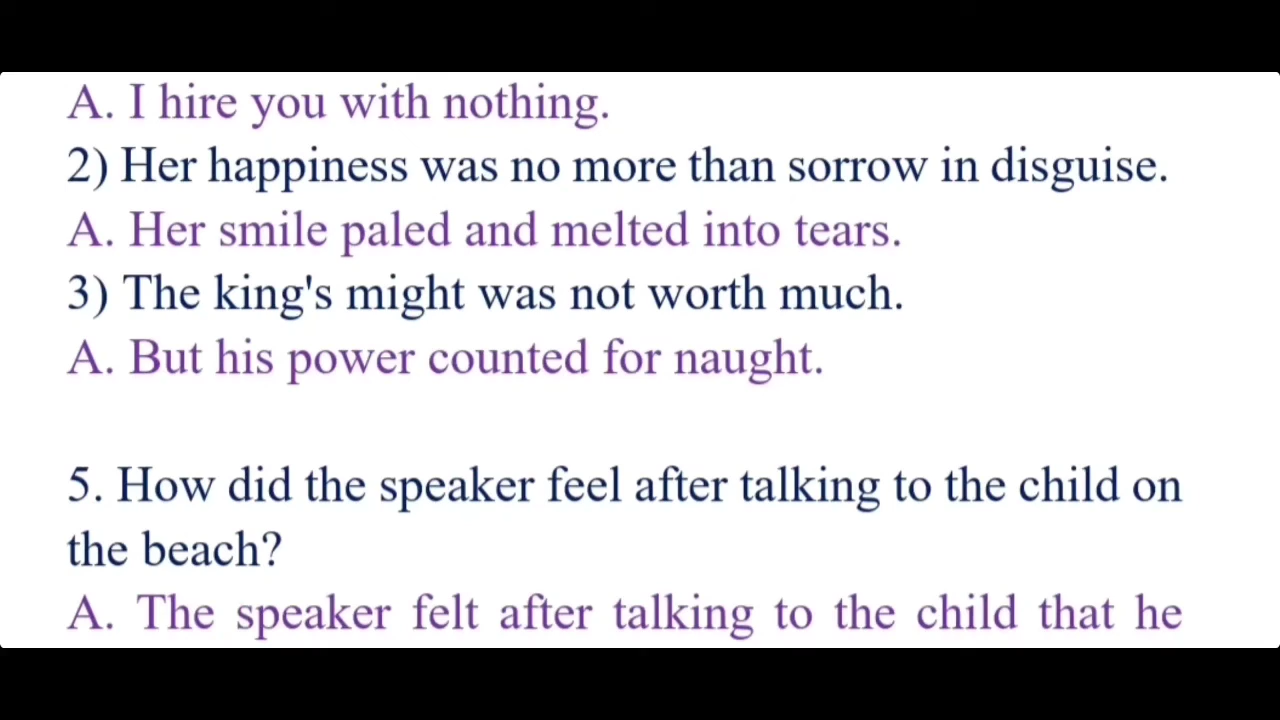 A. I hire you with nothing.
2) Her happiness was no more than sorrow in disguise.
A. Her smile paled and melted into tears.
3) The king's might was not worth much.
A. But his power counted for naught.
5. How did the speaker feel after talking to the child on
the beach?
A. The speaker felt after talking to the child that he